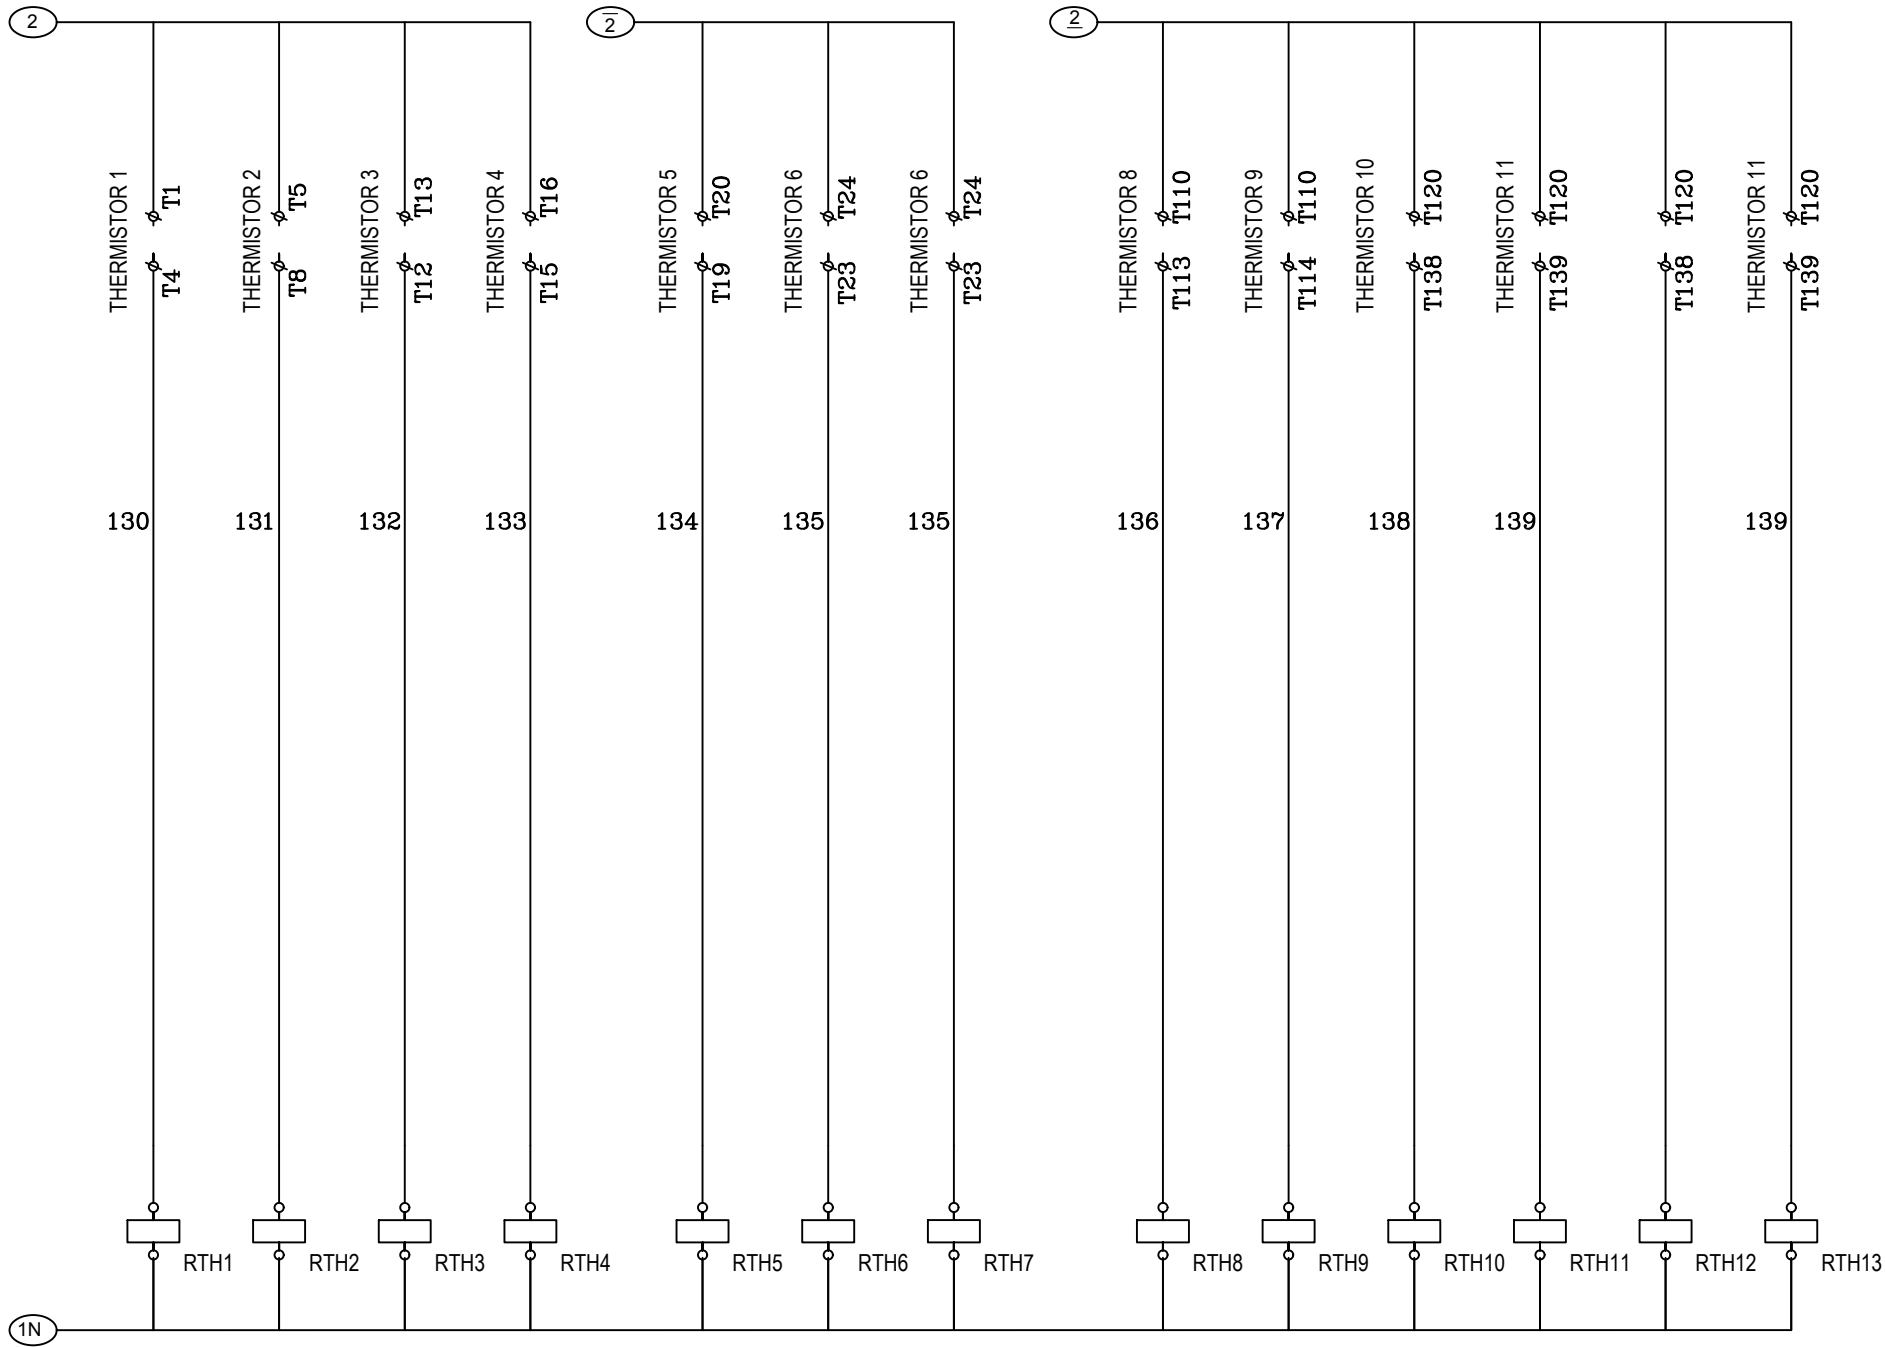 2
2
2
THERMISTOR 1
T1
T4
THERMISTOR 2
T5
T8
THERMISTOR 3
T13
T12
THERMISTOR 4
T16
T15
THERMISTOR 5
T20
T19
THERMISTOR 6
T24
T23
THERMISTOR 6
T24
T23
THERMISTOR 8
T110
T113
THERMISTOR 9
T110
T114
THERMISTOR 10
T120
T138
THERMISTOR 11
T120
T139
T120
T138
THERMISTOR 11
T120
T139
130
131
132
133
134
135
135
136
137
138
139
139
RTH1
RTH2
RTH3
RTH4
RTH5
RTH6
RTH7
RTH8
RTH9
RTH10
RTH11
RTH12
RTH13
1N